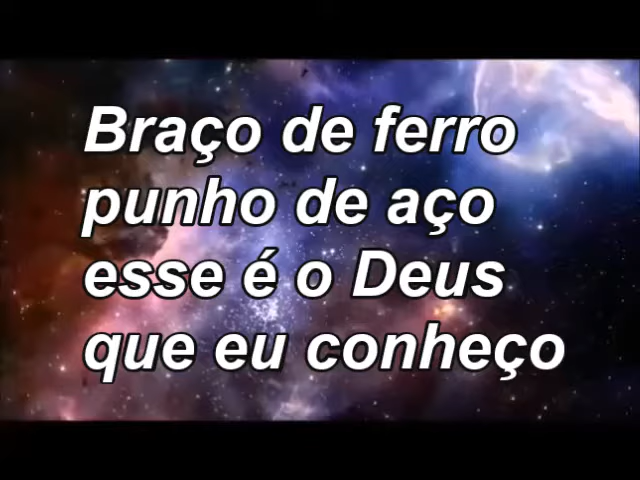 Braço de ferro
punho de aço
esse é o Deus
que eu conheço